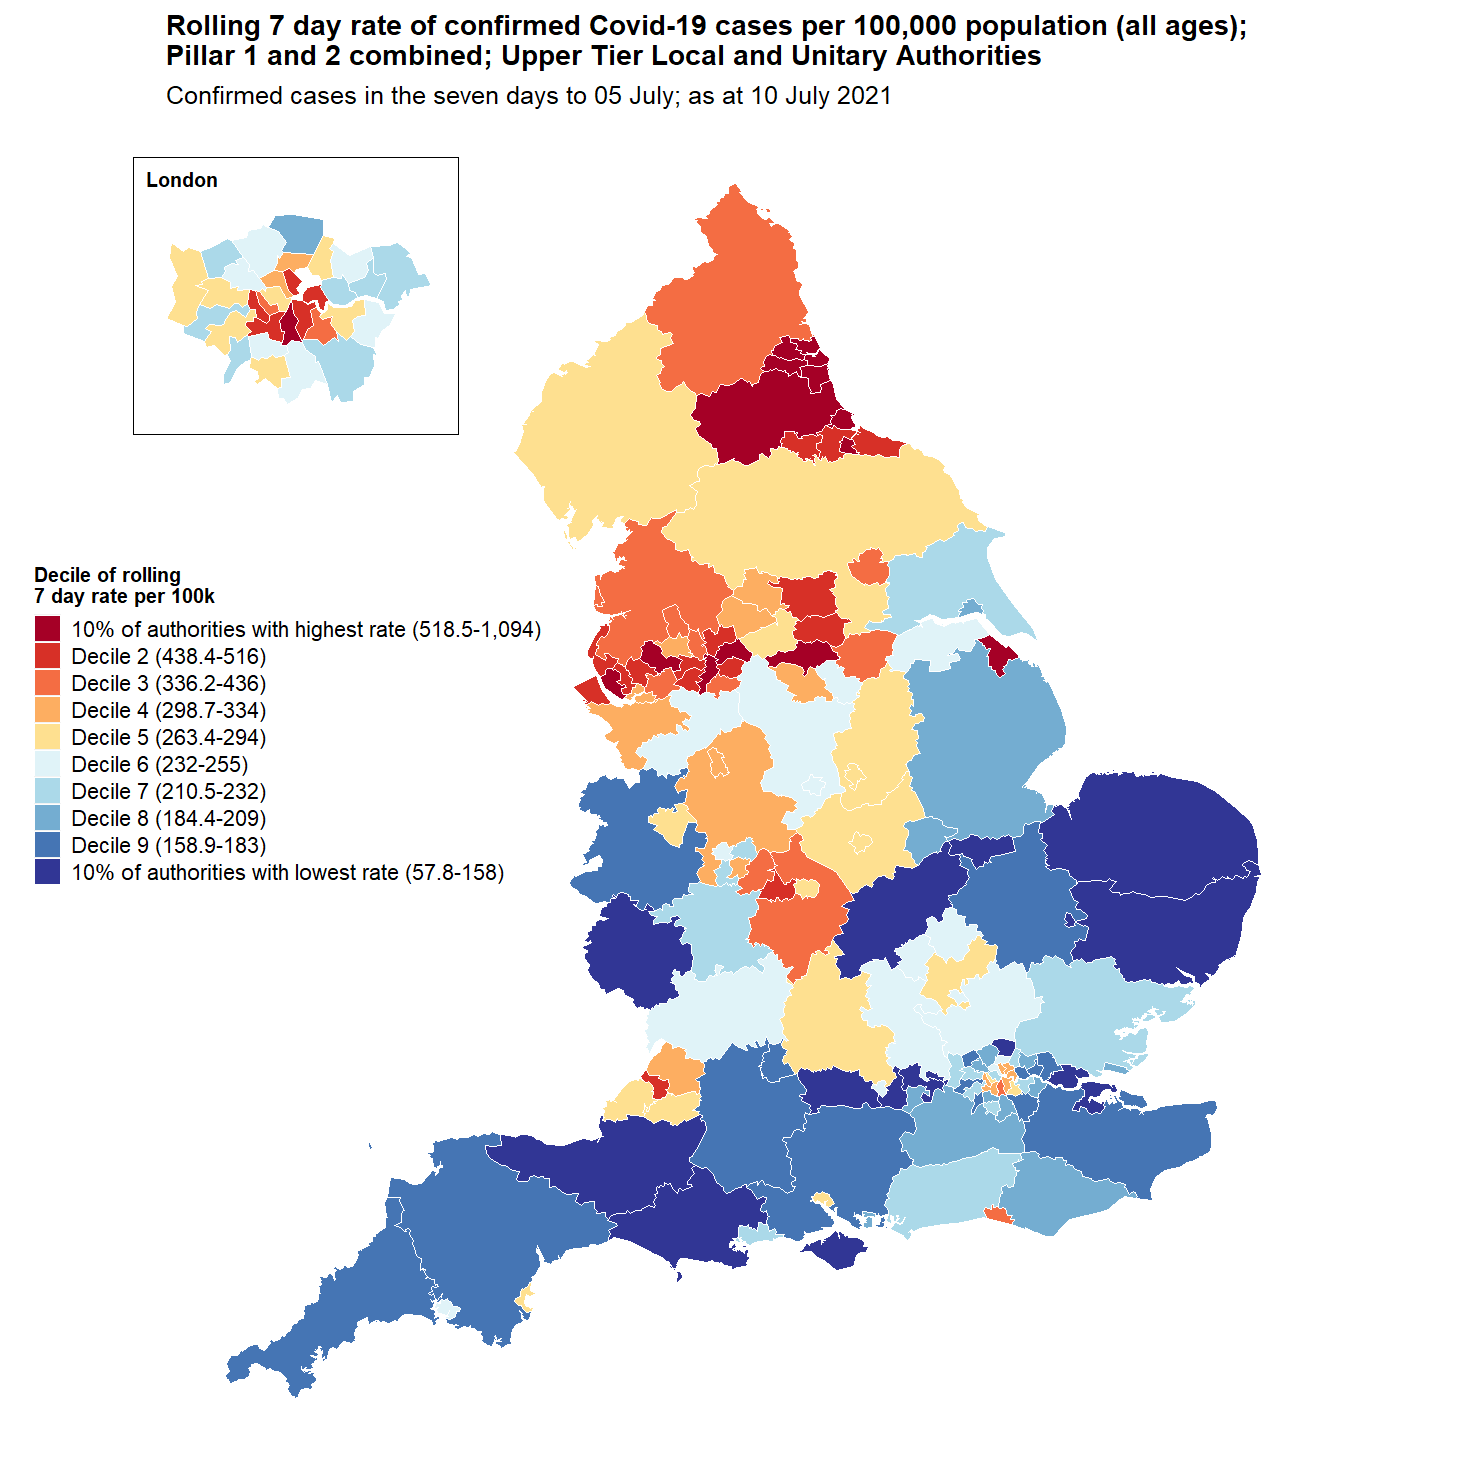 Rolling 7 day rate of confirmed Covid-19 cases per 100,000 population (all ages);
Pillar 1 and 2 combined; Upper Tier Local and Unitary Authorities
Confirmed cases in the seven days to 05 July; as at 10 July 2021
London
Decile of rolling
7 day rate per 100k
10% of authorities with highest rate (518.5-1,094)
Decile 2 (438.4-516)
Decile 3 (336.2-436)
Decile 4 (298.7-334)
Decile 5 (263.4-294)
Decile 6 (232-255)
Decile 7 (210.5-232)
Decile 8 (184.4-209)
Decile 9 (158.9-183)
10% of authorities with lowest rate (57.8-158)